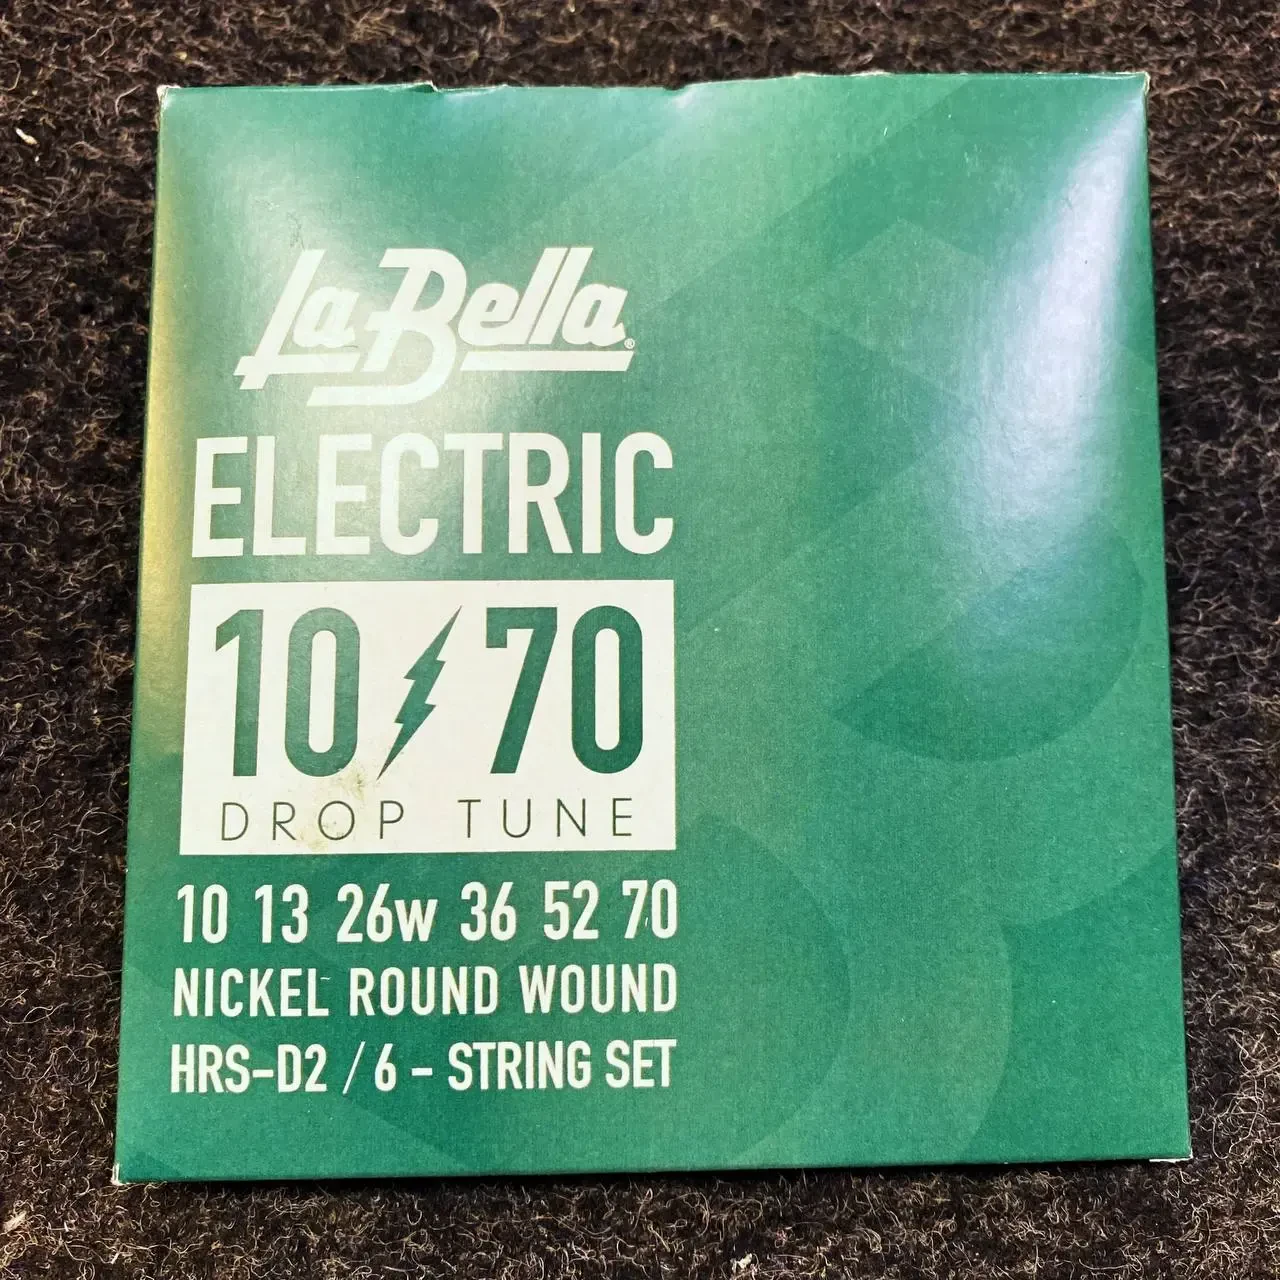 La Bella®
ELECTRIC
10 70
DROP TUNE
10 13 26w 36 52 70
NICKEL ROUND WOUND
HRS-D2 / 6 - STRING SET